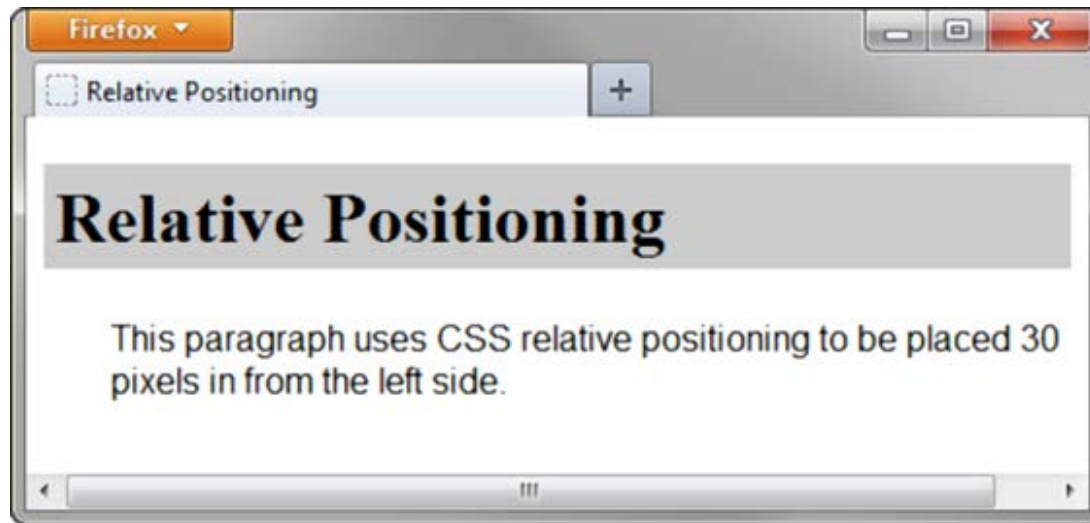 Firefox
Relative Positioning
Relative Positioning
This paragraph uses CSS relative positioning to be placed 30
pixels in from the left side.